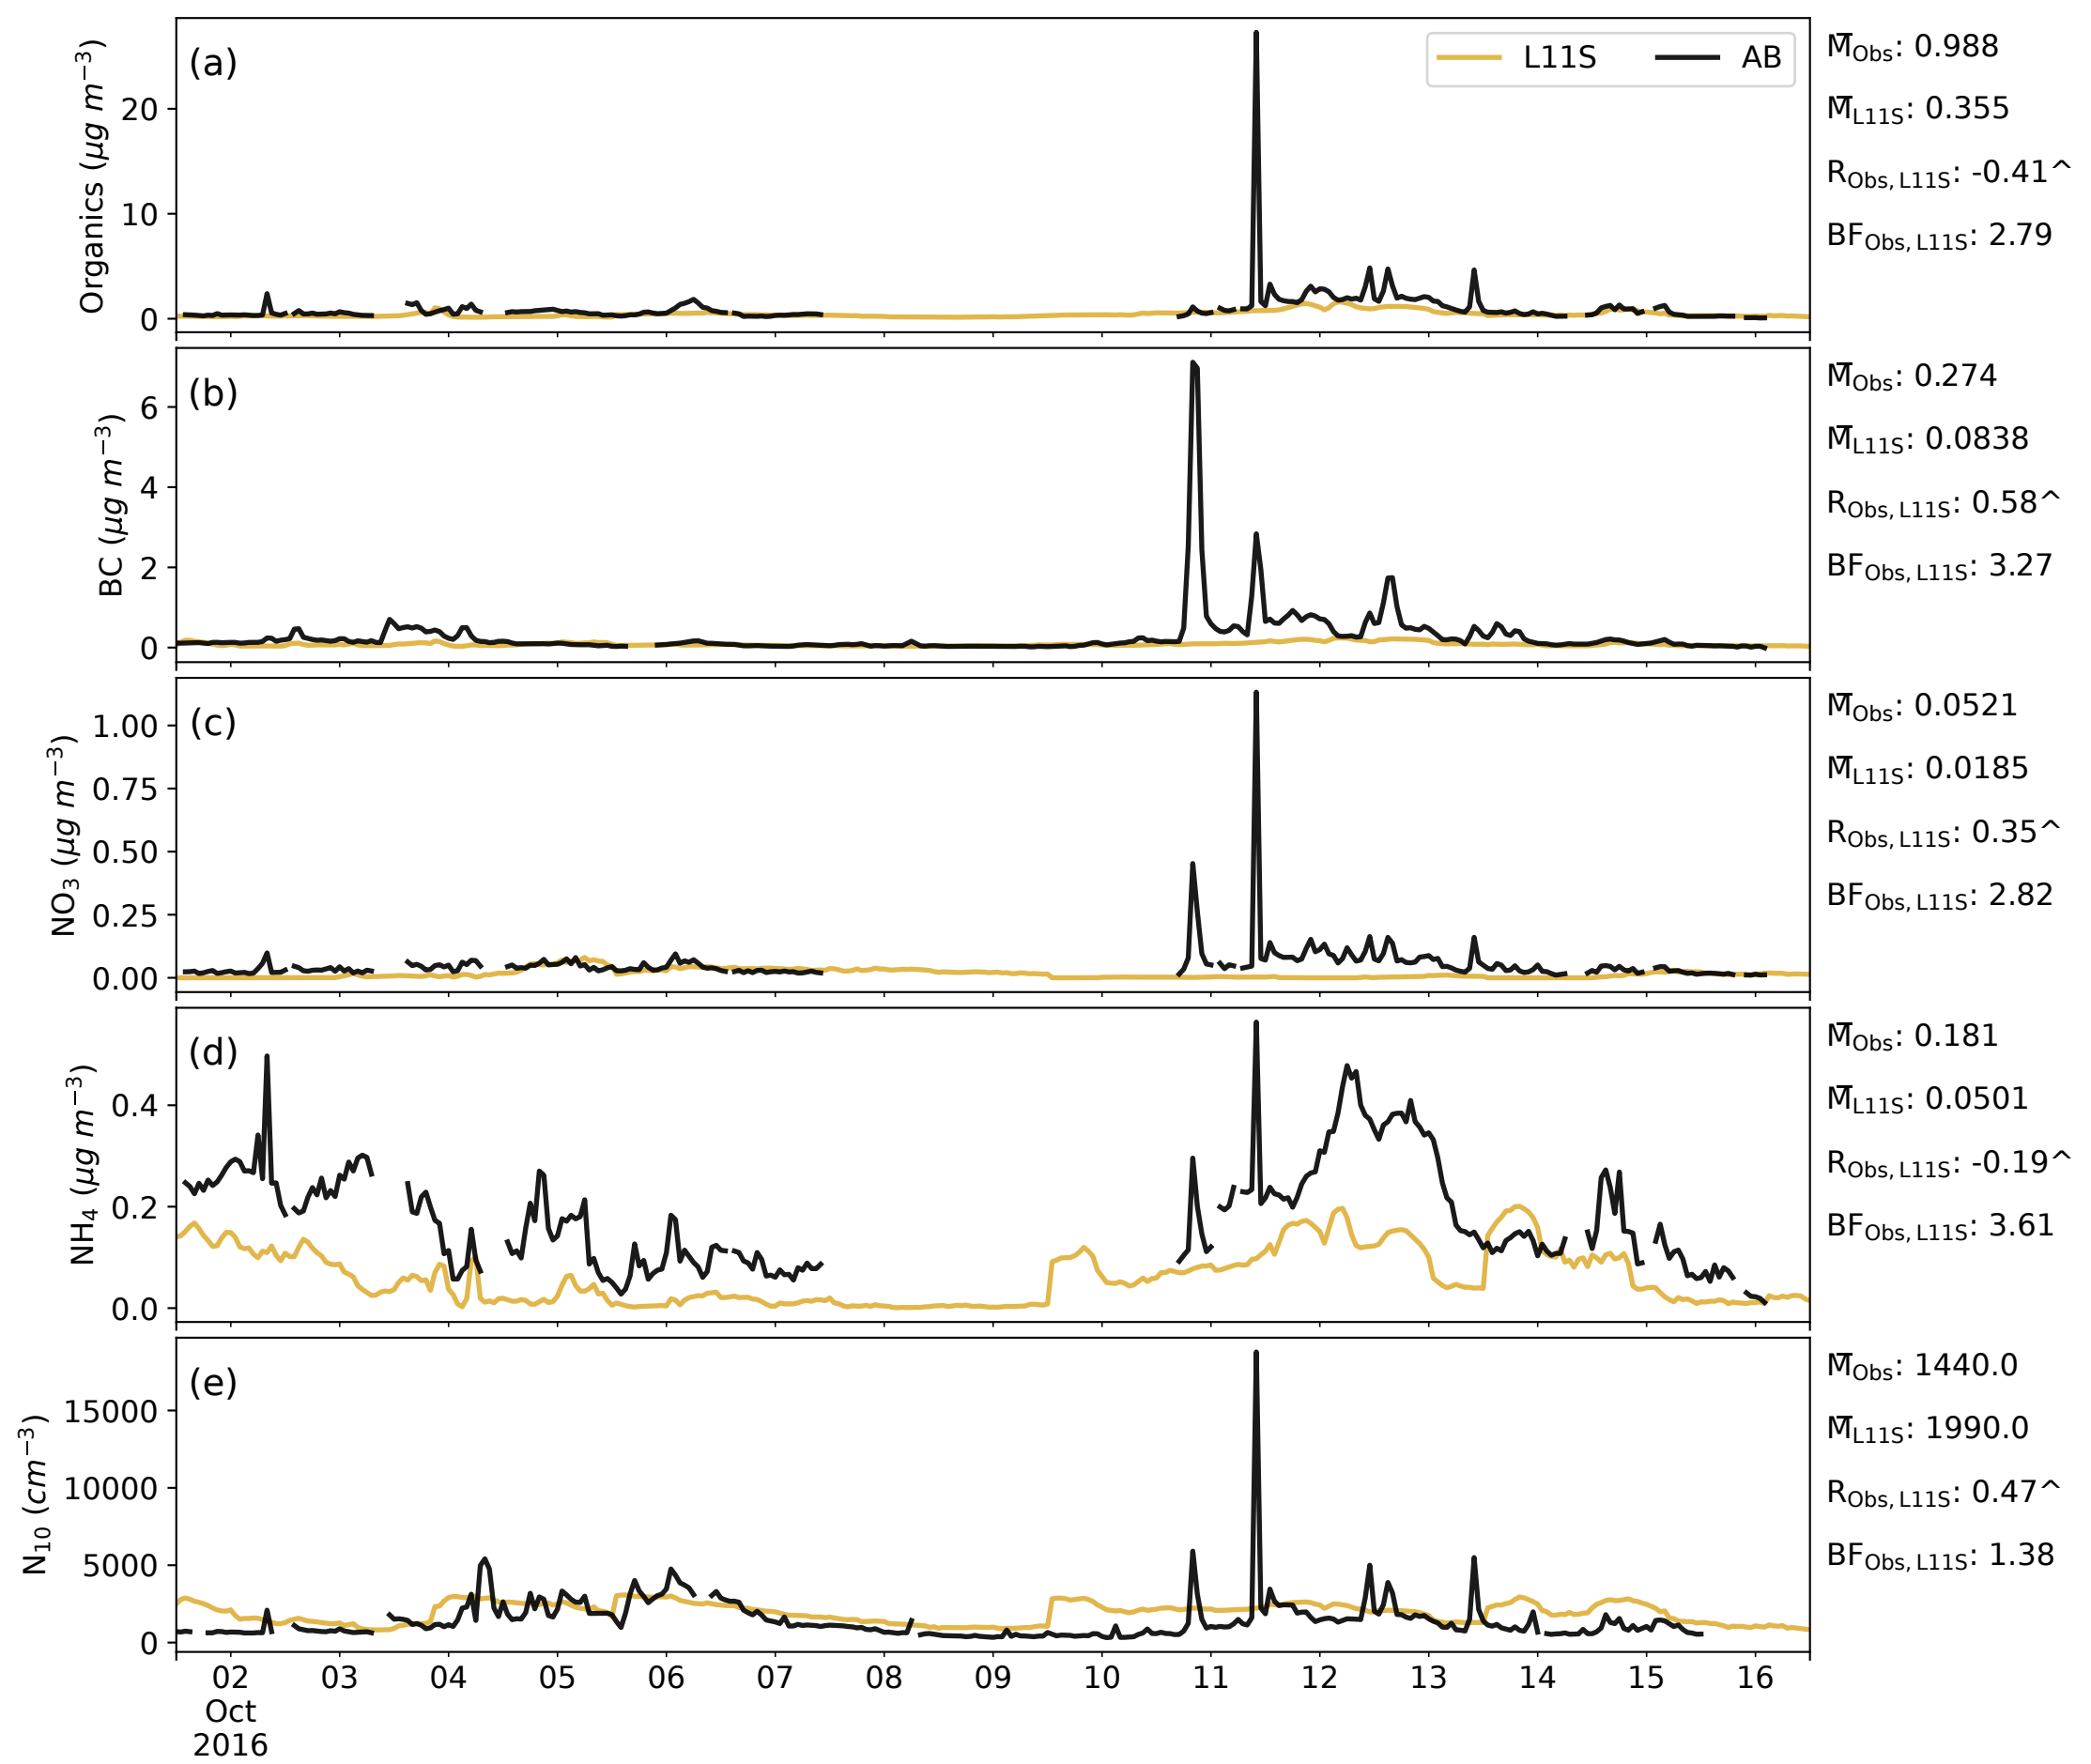 (a)
L11S
AB
Organics (μg m⁻³)
20
10
0
M̄Obs: 0.988
M̄L11S: 0.355
RObs, L11S: -0.41^
BFObs, L11S: 2.79
(b)
BC (μg m⁻³)
6
4
2
0
M̄Obs: 0.274
M̄L11S: 0.0838
RObs, L11S: 0.58^
BFObs, L11S: 3.27
(c)
NO₃ (μg m⁻³)
1.00
0.75
0.50
0.25
0.00
M̄Obs: 0.0521
M̄L11S: 0.0185
RObs, L11S: 0.35^
BFObs, L11S: 2.82
(d)
NH₄ (μg m⁻³)
0.4
0.2
0.0
M̄Obs: 0.181
M̄L11S: 0.0501
RObs, L11S: -0.19^
BFObs, L11S: 3.61
(e)
N₁₀ (cm⁻³)
15000
10000
5000
0
M̄Obs: 1440.0
M̄L11S: 1990.0
RObs, L11S: 0.47^
BFObs, L11S: 1.38
02 03 04 05 06 07 08 09 10 11 12 13 14 15 16
Oct
2016